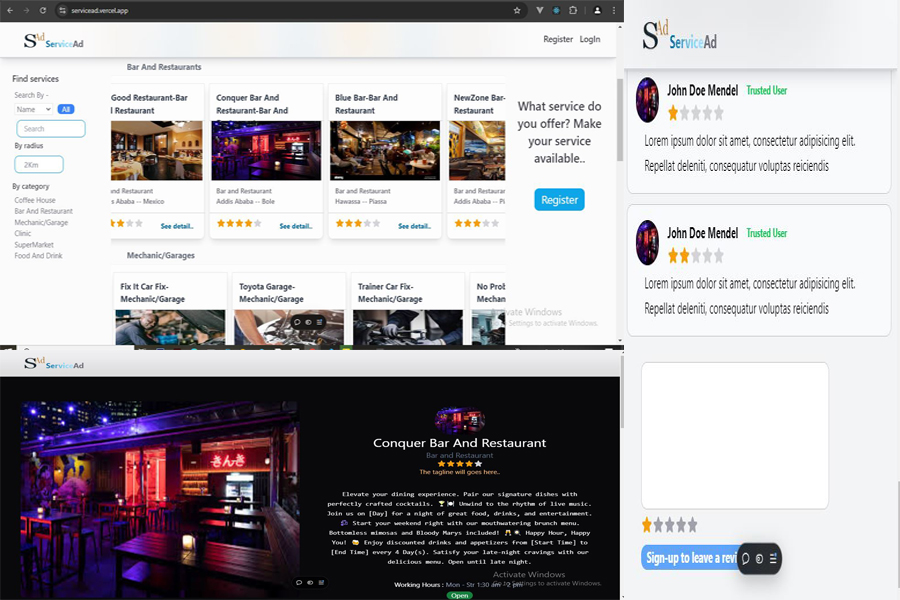 servicead.vercel.app
SAd ServiceAd
Register LogIn
Find services
Search By -
Name All
Search
By radius
2Km
By category
Coffee House
Bar And Restaurant
Mechanic/Garage
Clinic
SuperMarket
Food And Drink
Bar And Restaurants
Good Restaurant-Bar
d Restaurant
nd Restaurant
s Ababa -- Mexico
See detail..
Conquer Bar And
Restaurant-Bar And
Bar and Restaurant
Addis Ababa -- Bole
See detail..
Blue Bar-Bar And
Restaurant
Bar and Restaurant
Hawassa -- Piassa
See detail..
NewZone Bar-
Restaurant
Bar and Restaurant
Addis Ababa -- Pi
Mechanic/Garages
Fix It Car Fix-
Mechanic/Garage
Toyota Garage-
Mechanic/Garage
Trainer Car Fix-
Mechanic/Garage
No Prob
Mechan
What service do
you offer? Make
your service
available..
Register
vate Windows
Settings to activate Windows.
SAd ServiceAd
きんき
Conquer Bar And Restaurant
Bar and Restaurant
The tagline will goes here..
Elevate your dining experience. Pair our signature dishes with
perfectly crafted cocktails. 🍸🍽 Unwind to the rhythm of live music.
Join us on [Day] for a night of great food, drinks, and entertainment.
Start your weekend right with our mouthwatering brunch menu.
Bottomless mimosas and Bloody Marys included! 🥂 Happy Hour, Happy
You! Enjoy discounted drinks and appetizers from [Start Time] to
[End Time] every 4 Day(s). Satisfy your late-night cravings with our
delicious menu. Open until late night.
Activate Windows
Go to Settings to activate Windows.
Working Hours : Mon - Str 1:30 am - 2 pm
Open
SAd ServiceAd
John Doe Mendel Trusted User
Lorem ipsum dolor sit amet, consectetur adipisicing elit.
Repellat deleniti, consequatur voluptas reiciendis
John Doe Mendel Trusted User
Lorem ipsum dolor sit amet, consectetur adipisicing elit.
Repellat deleniti, consequatur voluptas reiciendis
Sign-up to leave a revi